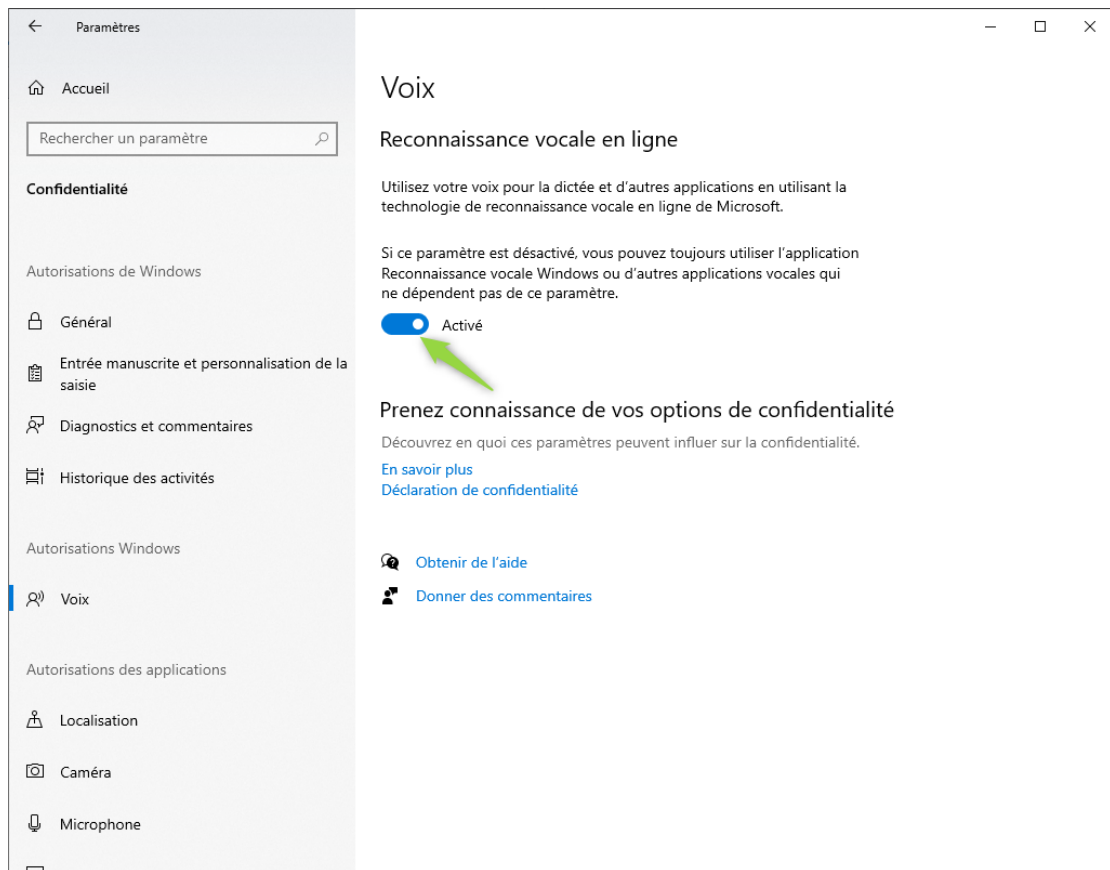 Paramètres
Accueil
Rechercher un paramètre
Confidentialité
Autorisations de Windows
Général
Entrée manuscrite et personnalisation de la
saisie
Diagnostics et commentaires
Historique des activités
Autorisations Windows
Voix
Autorisations des applications
Localisation
Caméra
Microphone
Voix
Reconnaissance vocale en ligne
Utilisez votre voix pour la dictée et d'autres applications en utilisant la
technologie de reconnaissance vocale en ligne de Microsoft.
Si ce paramètre est désactivé, vous pouvez toujours utiliser l'application
Reconnaissance vocale Windows ou d'autres applications vocales qui
ne dépendent pas de ce paramètre.
Activé
Prenez connaissance de vos options de confidentialité
Découvrez en quoi ces paramètres peuvent influer sur la confidentialité.
En savoir plus
Déclaration de confidentialité
Obtenir de l'aide
Donner des commentaires